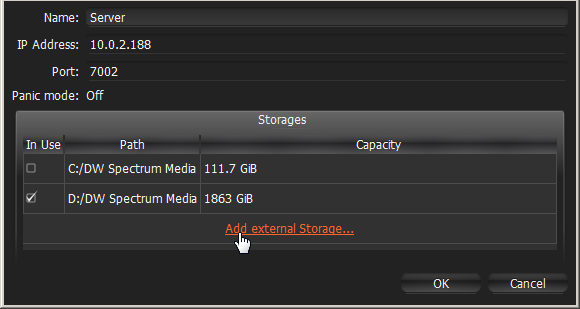 Name: Server
IP Address: 10.0.2.188
Port: 7002
Panic mode: Off
Storages
In Use Path Capacity
C:/DW Spectrum Media 111.7 GiB
D:/DW Spectrum Media 1863 GiB
Add external Storage...
OK Cancel